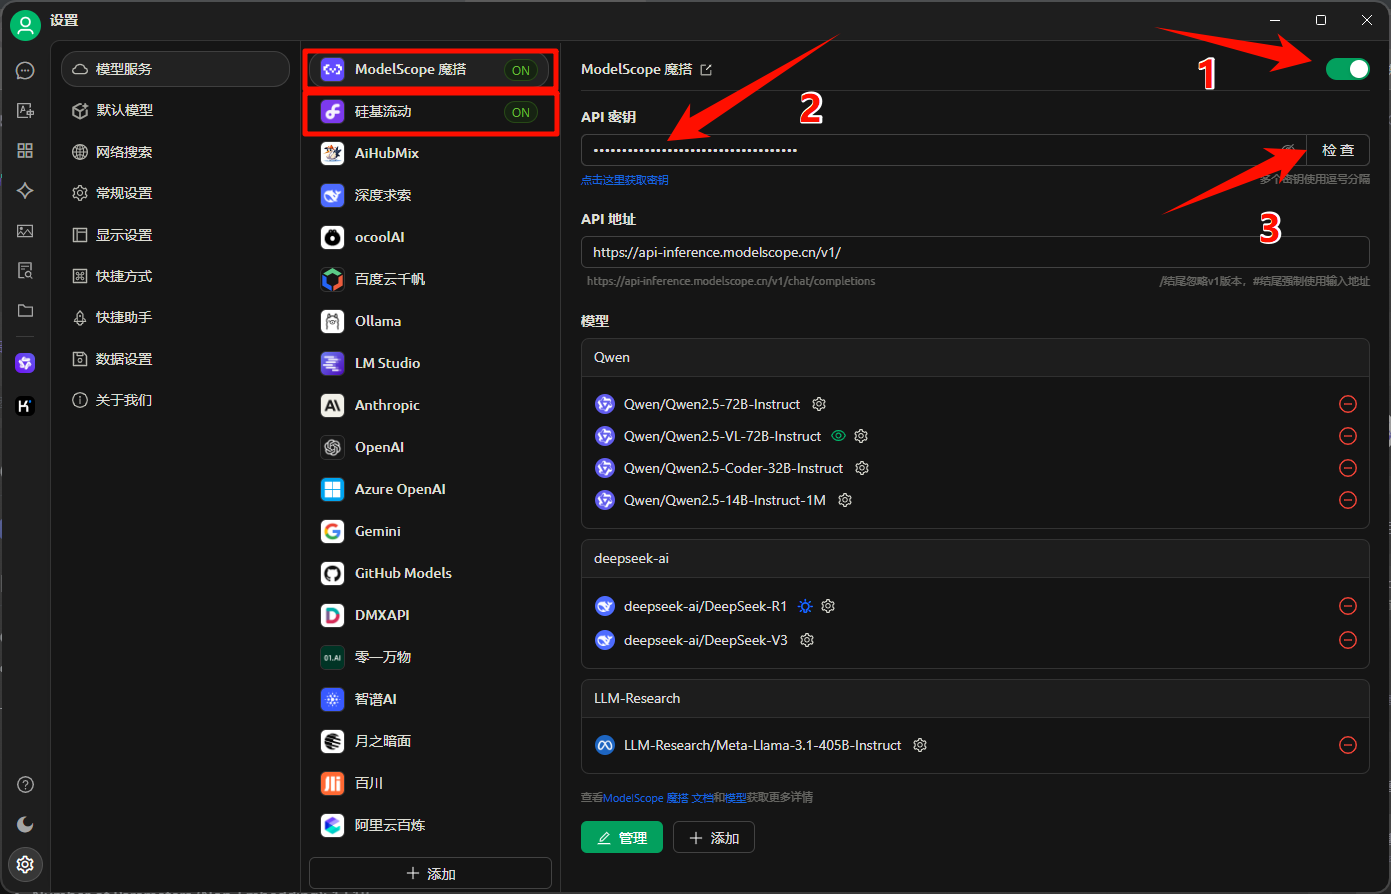 设置
模型服务
默认模型
网络搜索
常规设置
显示设置
快捷方式
快捷助手
数据设置
关于我们
ModelScope 魔搭 ON
硅基流动 ON
AiHubMix
深度求索
ocoolAI
百度云千帆
Ollama
LM Studio
Anthropic
OpenAI
Azure OpenAI
Gemini
GitHub Models
DMXAPI
01.AI 零一万物
智谱AI
月之暗面
百川
阿里云百炼
添加
ModelScope 魔搭
1
API 密钥
2
检 查
点击这里获取密钥
多个密钥使用逗号分隔
3
API 地址
https://api-inference.modelscope.cn/v1/
https://api-inference.modelscope.cn/v1/chat/completions
/结尾忽略v1版本，#结尾强制使用输入地址
模型
Qwen
Qwen/Qwen2.5-72B-Instruct
Qwen/Qwen2.5-VL-72B-Instruct
Qwen/Qwen2.5-Coder-32B-Instruct
Qwen/Qwen2.5-14B-Instruct-1M
deepseek-ai
deepseek-ai/DeepSeek-R1
deepseek-ai/DeepSeek-V3
LLM-Research
LLM-Research/Meta-Llama-3.1-405B-Instruct
查看ModelScope 魔搭 文档和模型获取更多详情
管理
添加